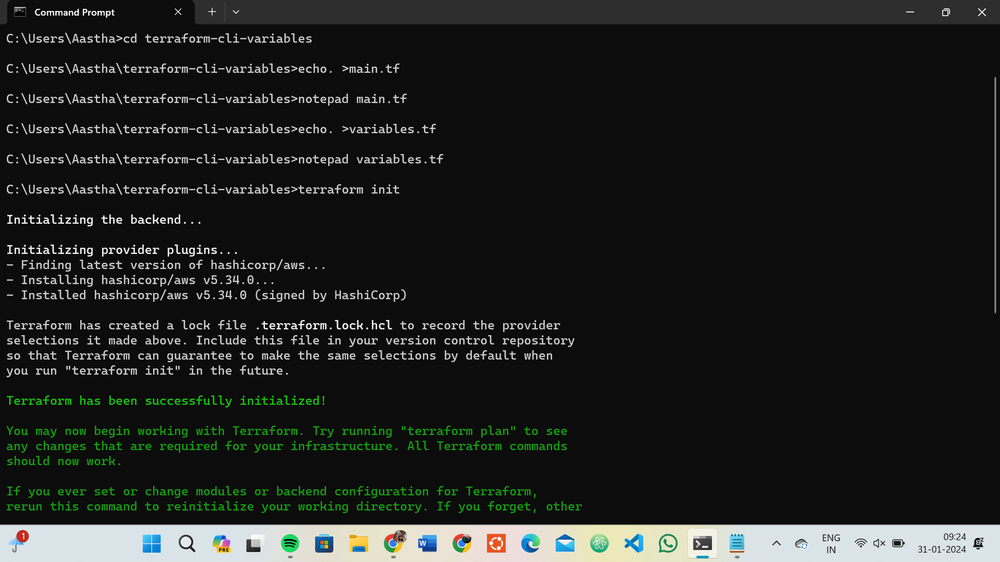 Command Prompt
C:\Users\Aastha>cd terraform-cli-variables
C:\Users\Aastha\terraform-cli-variables>echo. >main.tf
C:\Users\Aastha\terraform-cli-variables>notepad main.tf
C:\Users\Aastha\terraform-cli-variables>echo. >variables.tf
C:\Users\Aastha\terraform-cli-variables>notepad variables.tf
C:\Users\Aastha\terraform-cli-variables>terraform init
Initializing the backend...
Initializing provider plugins...
- Finding latest version of hashicorp/aws...
- Installing hashicorp/aws v5.34.0...
- Installed hashicorp/aws v5.34.0 (signed by HashiCorp)
Terraform has created a lock file .terraform.lock.hcl to record the provider
selections it made above. Include this file in your version control repository
so that Terraform can guarantee to make the same selections by default when
you run "terraform init" in the future.
Terraform has been successfully initialized!
You may now begin working with Terraform. Try running "terraform plan" to see
any changes that are required for your infrastructure. All Terraform commands
should now work.
If you ever set or change modules or backend configuration for Terraform,
rerun this command to reinitialize your working directory. If you forget, other
1
PRE
W
ENG
IN
09:24
31-01-2024